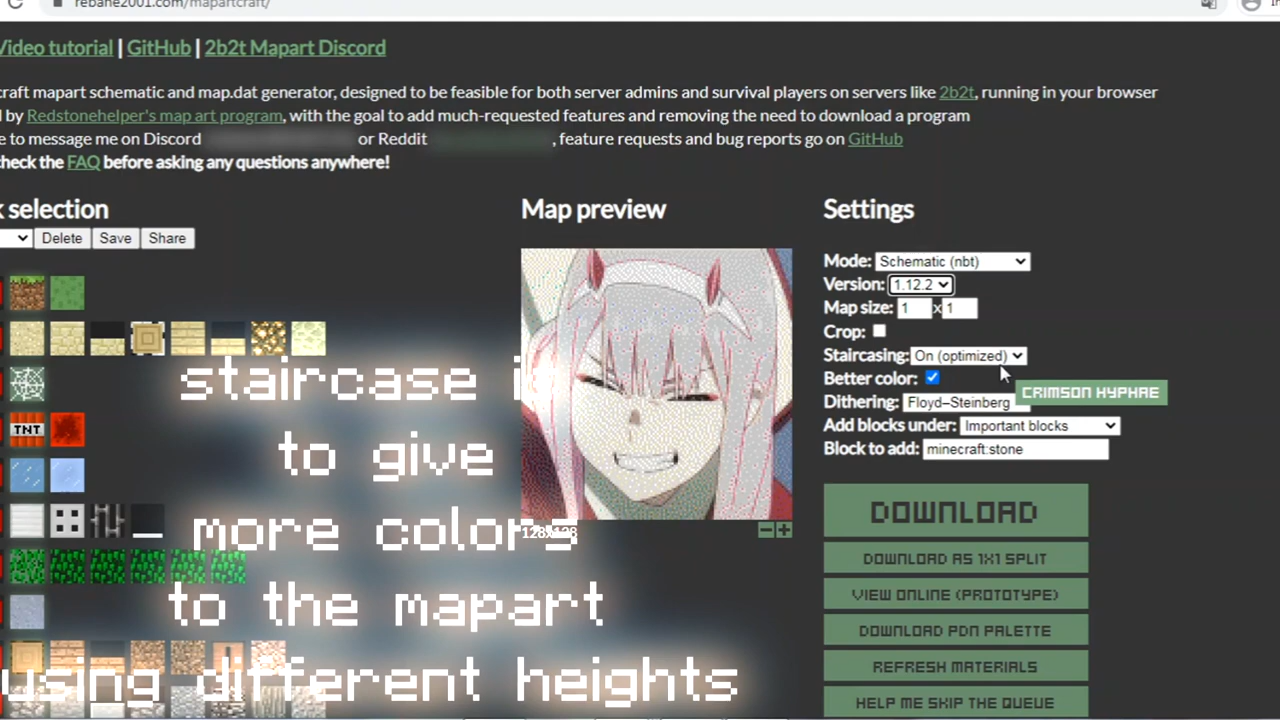 rebane2001.com/mapartcraft/
Video tutorial | GitHub | 2b2t Mapart Discord
craft mapart schematic and map.dat generator, designed to be feasible for both server admins and survival players on servers like 2b2t, running in your browser
d by Redstonehelper's map art program, with the goal to add much-requested features and removing the need to download a program
e to message me on Discord or Reddit , feature requests and bug reports go on GitHub
check the FAQ before asking any questions anywhere!
k selection
Map preview
Settings
Delete Save Share
Mode: Schematic (nbt)
Version: 1.12.2
Map size: 1 x 1
Crop:
Staircasing: On (optimized)
Better color:
CRIMSON HYPHAE
Dithering: Floyd–Steinberg
Add blocks under: Important blocks
Block to add: minecraft:stone
TNT
128x128
DOWNLOAD
DOWNLOAD AS 1X1 SPLIT
VIEW ONLINE (PROTOTYPE)
DOWNLOAD PDN PALETTE
REFRESH MATERIALS
HELP ME SKIP THE QUEUE
staircase is
to give
more colors
to the mapart
using different heights